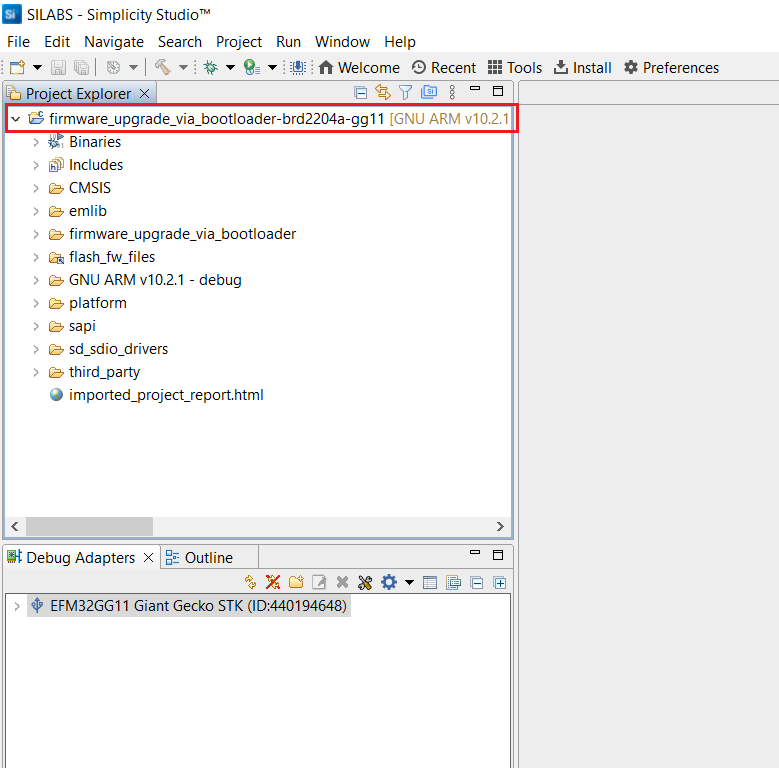 Si SILABS - Simplicity Studio™
File Edit Navigate Search Project Run Window Help
Welcome Recent Tools Install Preferences
Project Explorer
firmware_upgrade_via_bootloader-brd2204a-gg11 [GNU ARM v10.2.1
Binaries
Includes
CMSIS
emlib
firmware_upgrade_via_bootloader
flash_fw_files
GNU ARM v10.2.1 - debug
platform
sapi
sd_sdio_drivers
third_party
imported_project_report.html
Debug Adapters Outline
EFM32GG11 Giant Gecko STK (ID:440194648)